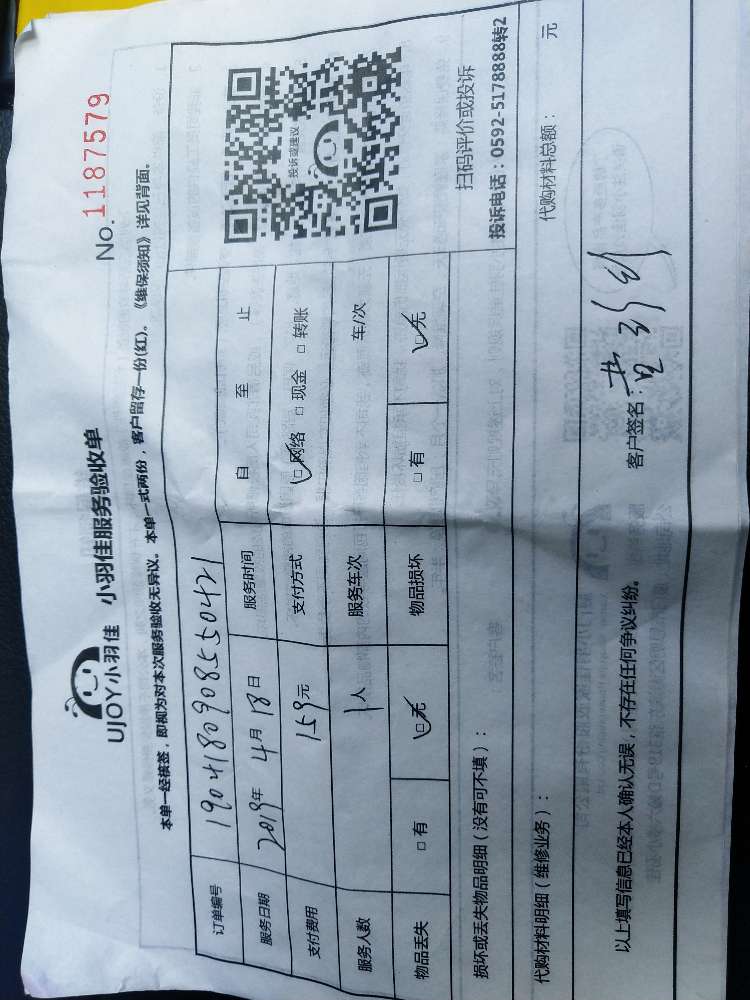 UJOY小羽佳 小羽佳服务验收单 No. 1187579
本单一经核签，即视为对本次服务验收无异议。本单一式两份，客户留存一份(红)。《维保须知》详见背面。
订单编号 190418090855042​1
服务日期 2019年 4月 18日 服务时间 自 至 止
支付费用 159元 支付方式 □网络 □现金 □转账
服务人数 1人 服务车次 车/次
物品丢失 □有 □无 物品损坏 □有 □无
投诉或建议
扫码评价或投诉
投诉电话：0592-5178888转2
损坏或丢失物品明细（没有可不填）：
代购材料明细（维修业务）： 代购材料总额： 元
以上填写信息已经本人确认无误，不存在任何争议纠纷。 客户签名：